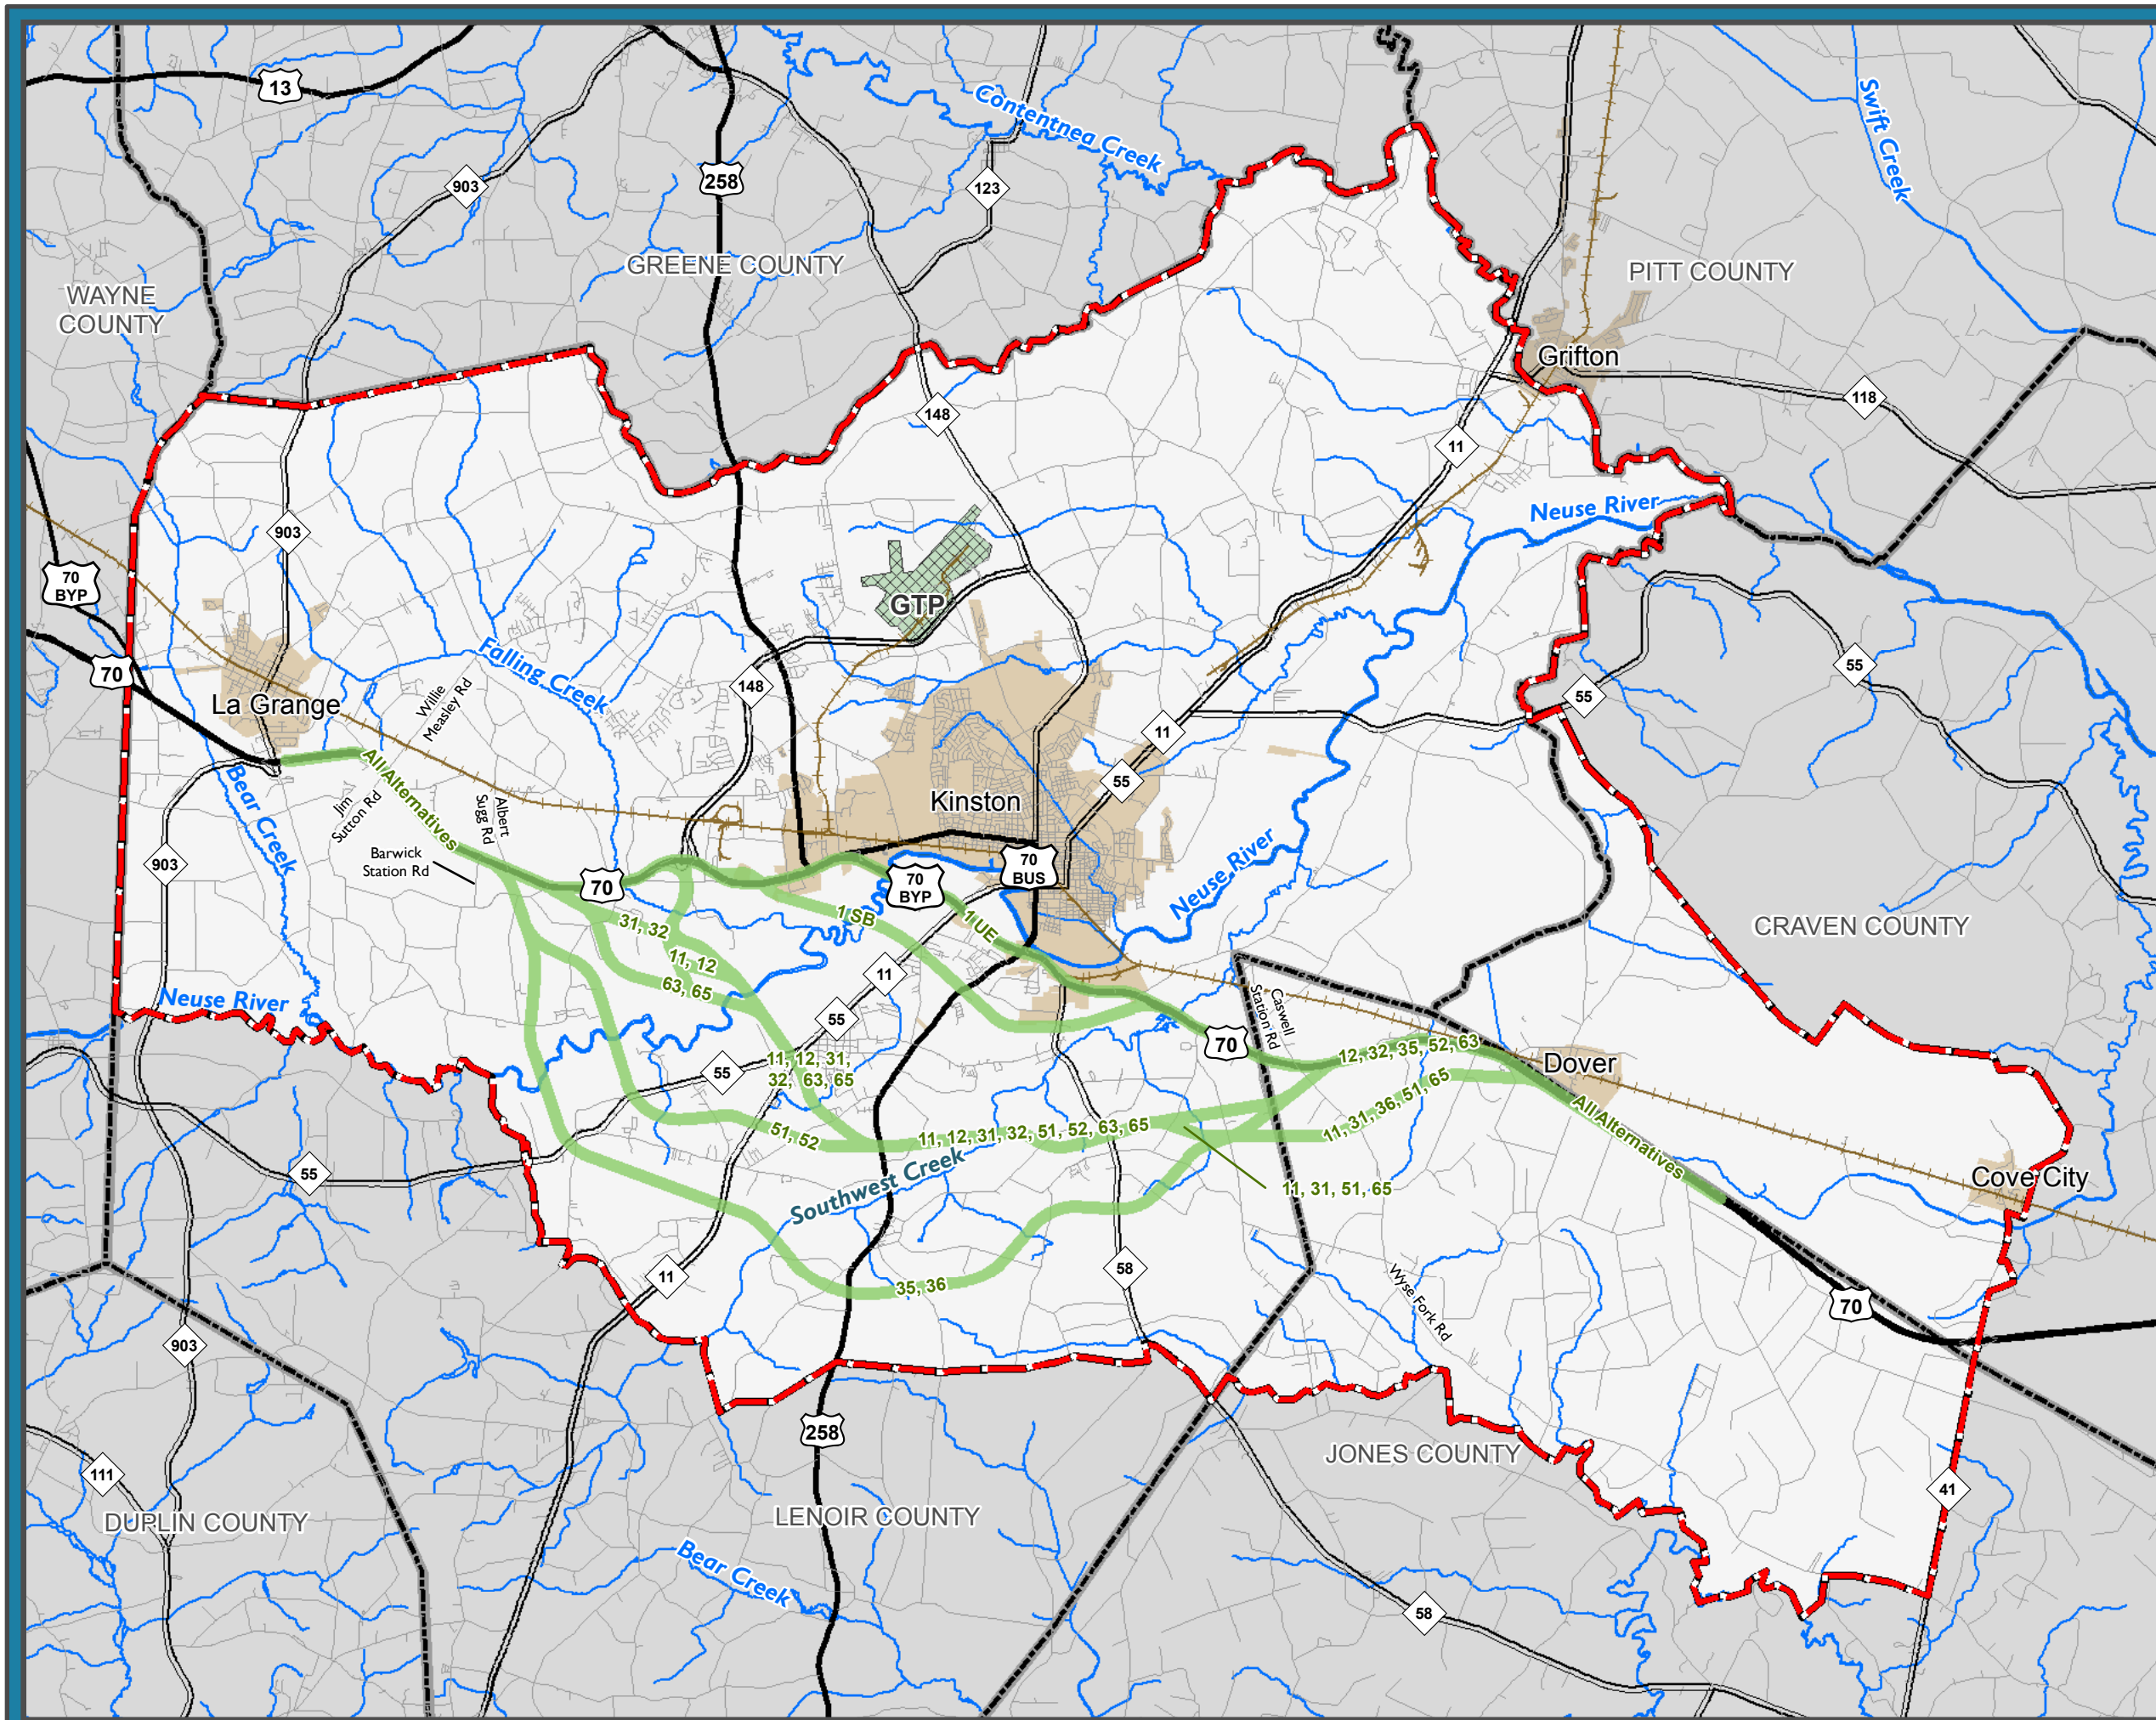 13
903
258
Contentnea Creek
123
Swift Creek
GREENE COUNTY
WAYNE
COUNTY
PITT COUNTY
Grifton
118
148
11
903
Neuse River
70
BYP
GTP
70
Falling Creek
Willie
Measley Rd
148
La Grange
55
55
11
55
Kinston
All Alternatives
Bear Creek
Jim
Sutton Rd
Albert
Sugg Rd
Barwick
Station Rd
903
70
70
BYP
70
BUS
Neuse River
31, 32
1 SB
1 UE
CRAVEN COUNTY
11, 12
63, 65
11
Neuse River
55
Caswell
Station Rd
70
12, 32, 35, 52, 63
Dover
11, 12, 31,
32, 63, 65
55
11, 31, 36, 51, 65
All Alternatives
51, 52
11, 12, 31, 32, 51, 52, 63, 65
55
Southwest Creek
11, 31, 51, 65
Cove City
11
35, 36
58
Wyse Fork Rd
70
903
258
JONES COUNTY
111
41
DUPLIN COUNTY
LENOIR COUNTY
Bear Creek
58